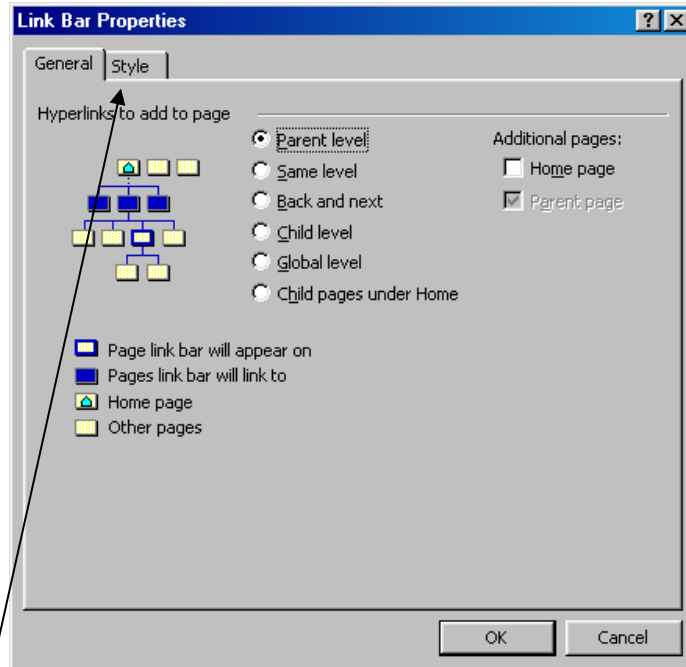 Link Bar Properties
General
Style
Hyperlinks to add to page
Parent level
Same level
Back and next
Child level
Global level
Child pages under Home
Additional pages:
Home page
Parent page
Page link bar will appear on
Pages link bar will link to
Home page
Other pages
OK
Cancel